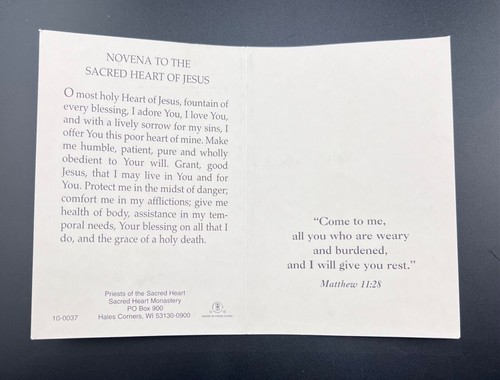 NOVENA TO THE
SACRED HEART OF JESUS
O most holy Heart of Jesus, fountain of
every blessing, I adore You, I love You,
and with a lively sorrow for my sins, I
offer You this poor heart of mine. Make
me humble, patient, pure and wholly
obedient to Your will. Grant, good
Jesus, that I may live in You and for
You. Protect me in the midst of danger;
comfort me in my afflictions; give me
health of body, assistance in my tem-
poral needs, Your blessing on all that I
do, and the grace of a holy death.
Priests of the Sacred Heart
Sacred Heart Monastery
PO Box 900
Hales Corners, WI 53130-0900
10-0037
“Come to me,
all you who are weary
and burdened,
and I will give you rest.”
Matthew 11:28